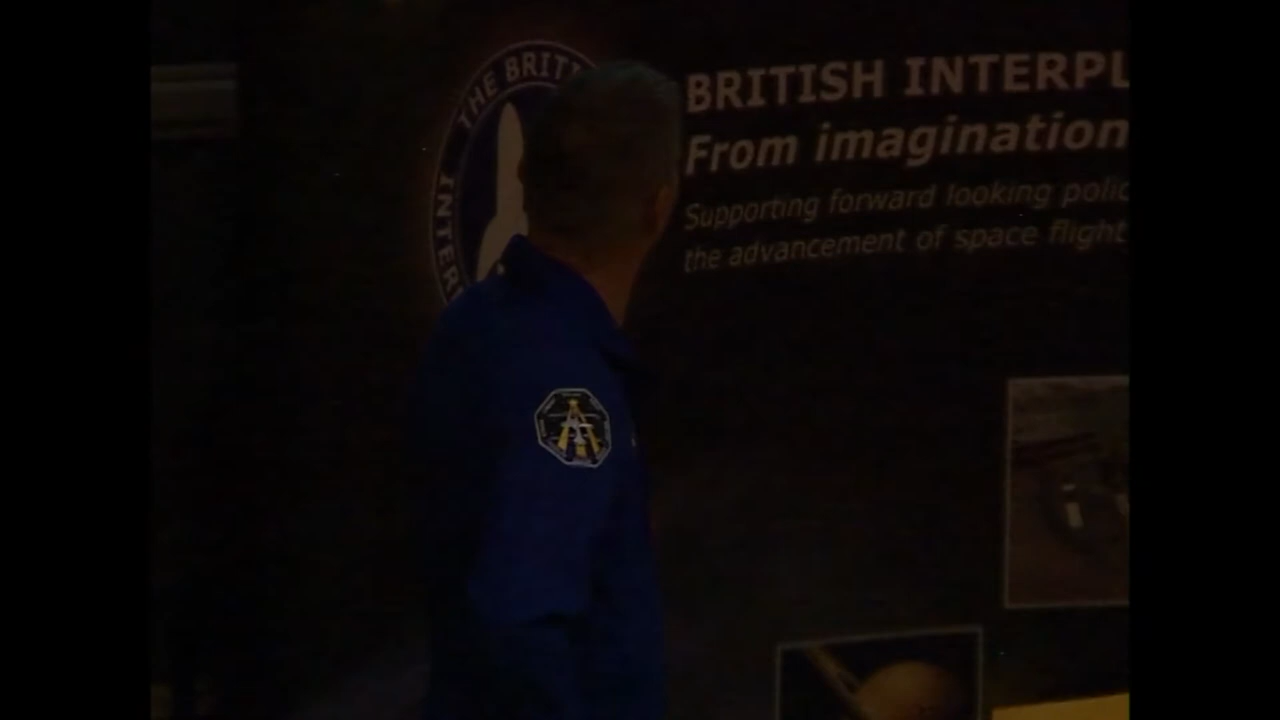 THE BRIT
INTER
BRITISH INTERPL
From imagination
Supporting forward looking polic
the advancement of space flight